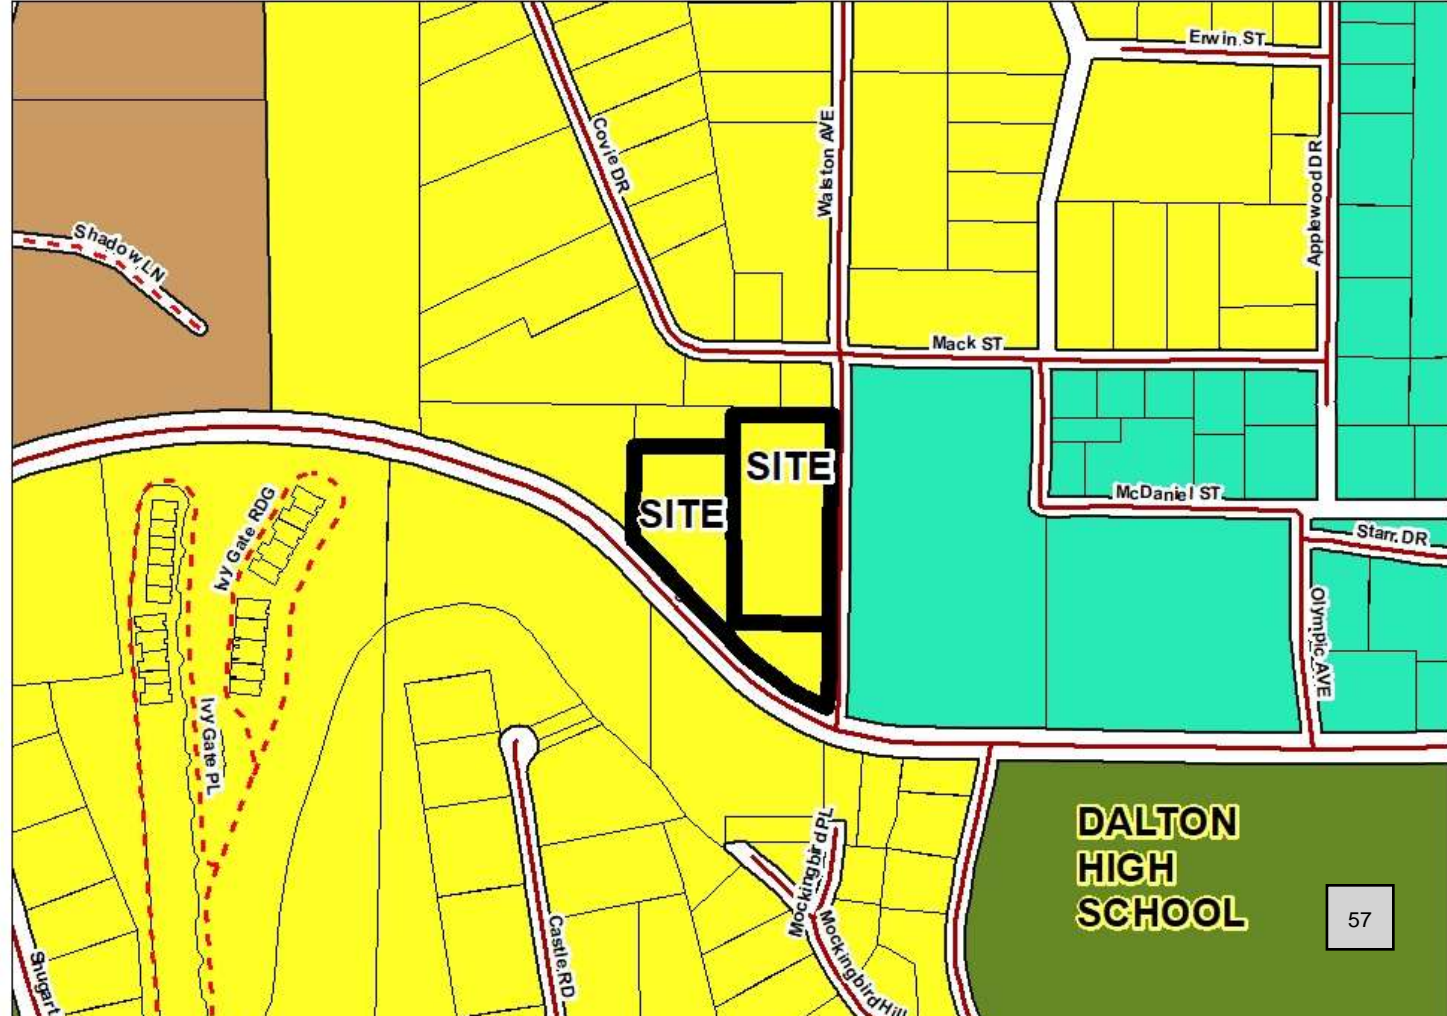 Erwin ST
Covie DR
Walston AVE
Applewood DR
Shadow LN
Mack ST
SITE
SITE
McDaniel ST
Starr DR
Ivy Gate RDG
Olympic AVE
Ivy Gate PL
DALTON
HIGH
SCHOOL
Mockingbird PL
57
Castle RD
Mockingbird Hill
Shugart